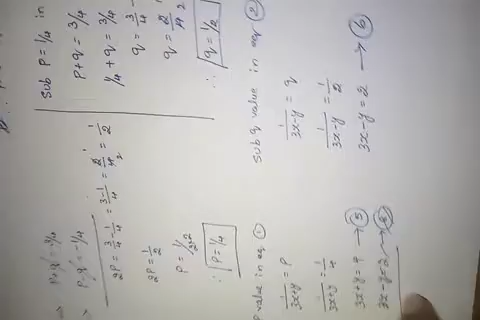 ⇒ p+q = 3/4
p-q = -1/4
2p = 3/4 - 1/4 = 3-1/4 = 2/4 = 1/2
2p = 1/2
p = 1/2×2
∴ p = 1/4
p value in eq ①
1/3x+y = p
1/3x+y = 1/4
3x+y = 4 → ⑤
3x-y = 2
sub p = 1/4 in
p+q = 3/4
1/4 + q = 3/4
q = 3/4 -
q = 2/4
∴ q = 1/2
sub q value in eq ②
1/3x-y = q
1/3x-y = 1/2
3x-y = 2 → ⑥